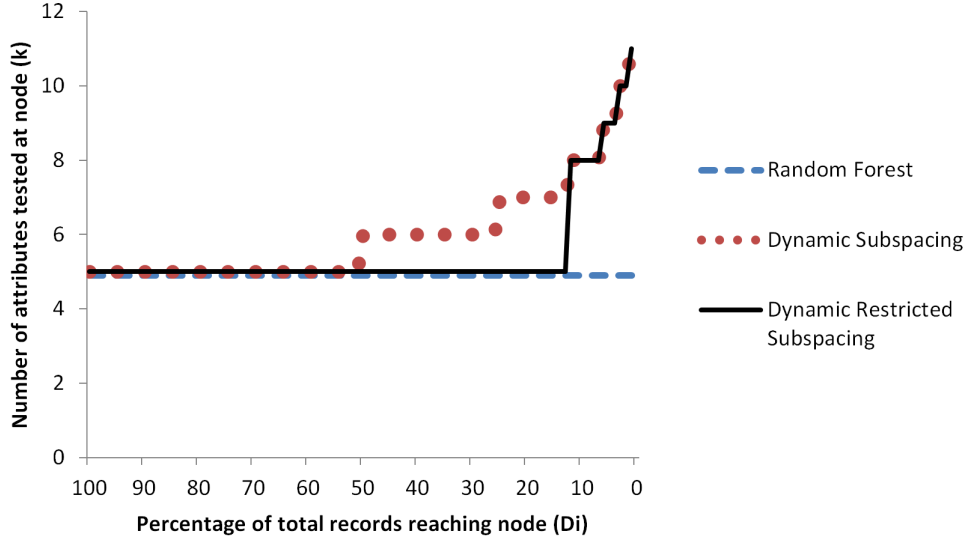 12
10
8
6
4
2
0
Number of attributes tested at node (k)
100 90 80 70 60 50 40 30 20 10 0
Percentage of total records reaching node (Di)
Random Forest
Dynamic Subspacing
Dynamic Restricted
Subspacing